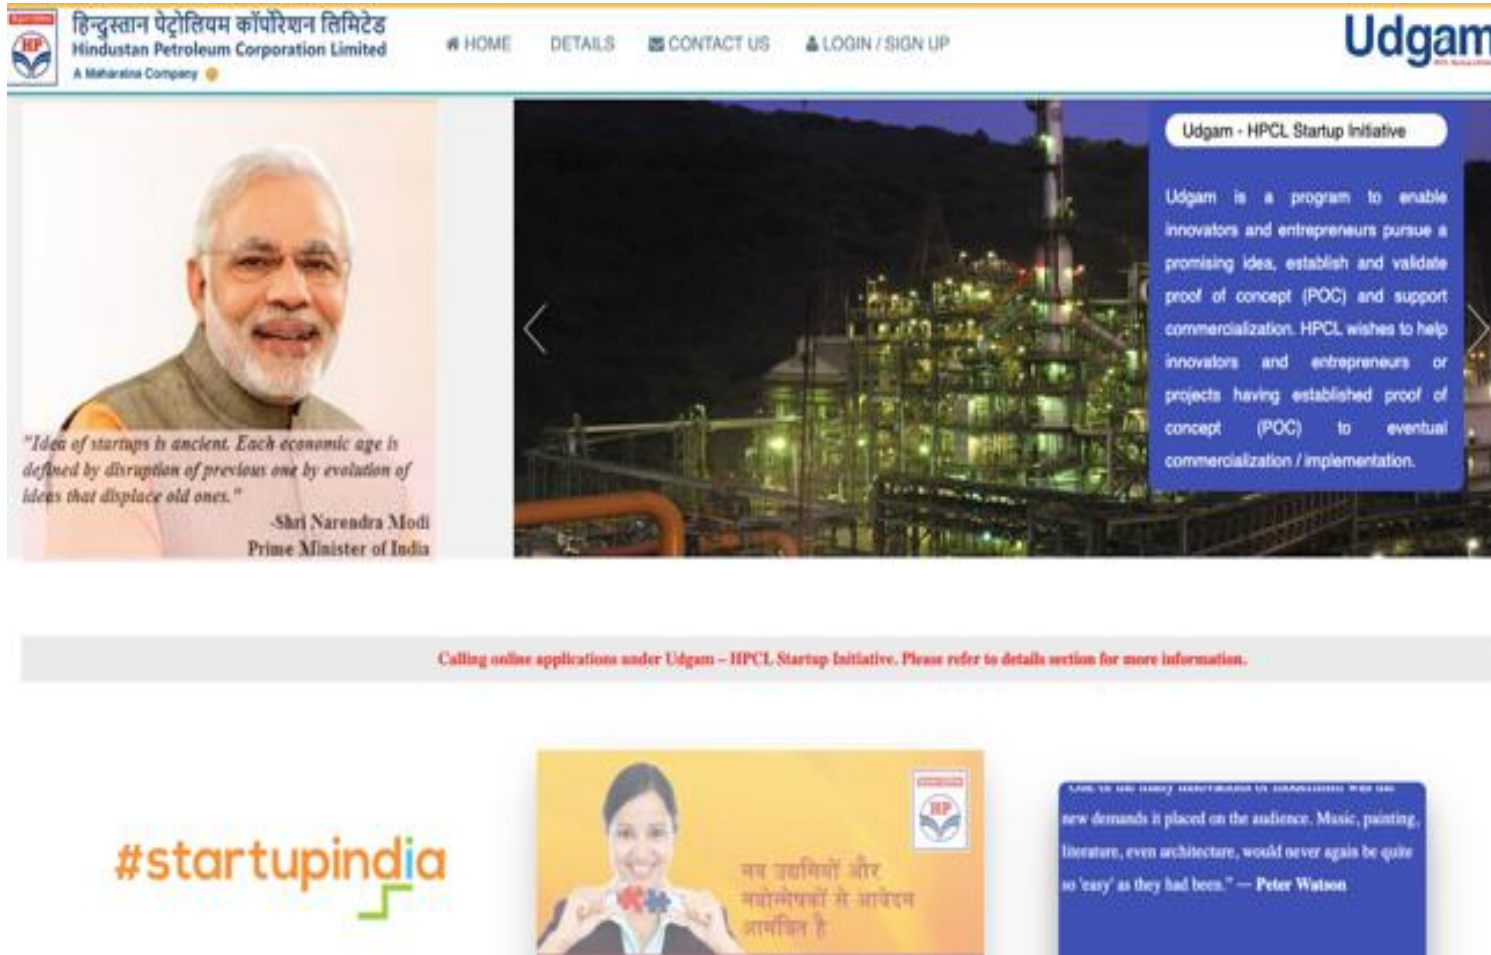 हिन्दुस्तान पेट्रोलियम कॉर्पोरेशन लिमिटेड
Hindustan Petroleum Corporation Limited
A Maharatna Company
HOME
DETAILS
CONTACT US
LOGIN / SIGN UP
Udgam
HP
"Idea of startups is ancient. Each economic age is
defined by disruption of previous one by evolution of
ideas that displace old ones."
-Shri Narendra Modi
Prime Minister of India
Udgam - HPCL Startup Initiative
Udgam is a program to enable
innovators and entrepreneurs pursue a
promising idea, establish and validate
proof of concept (POC) and support
commercialization. HPCL wishes to help
innovators and entrepreneurs or
projects having established proof of
concept (POC) to eventual
commercialization / implementation.
Calling online applications under Udgam – HPCL Startup Initiative. Please refer to details section for more information.
#startupindia
HP
नव उद्यमियों और
नवोन्मेषकों से आवेदन
आमंत्रित है
new demands it placed on the audience. Music, painting,
literature, even architecture, would never again be quite
so 'easy' as they had been." — Peter Watson